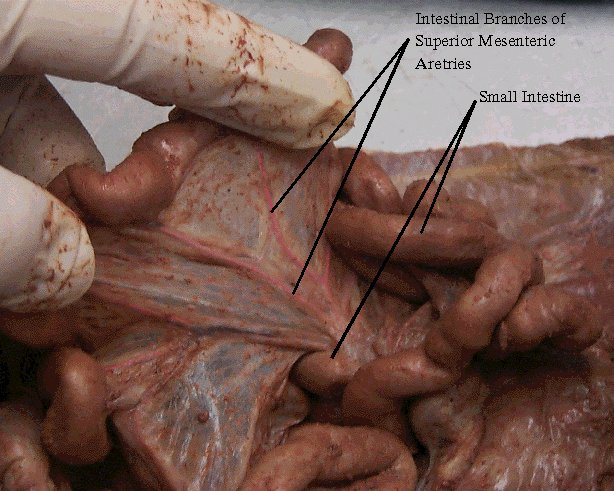 Intestinal Branches of
Superior Mesenteric
Aretries
Small Intestine